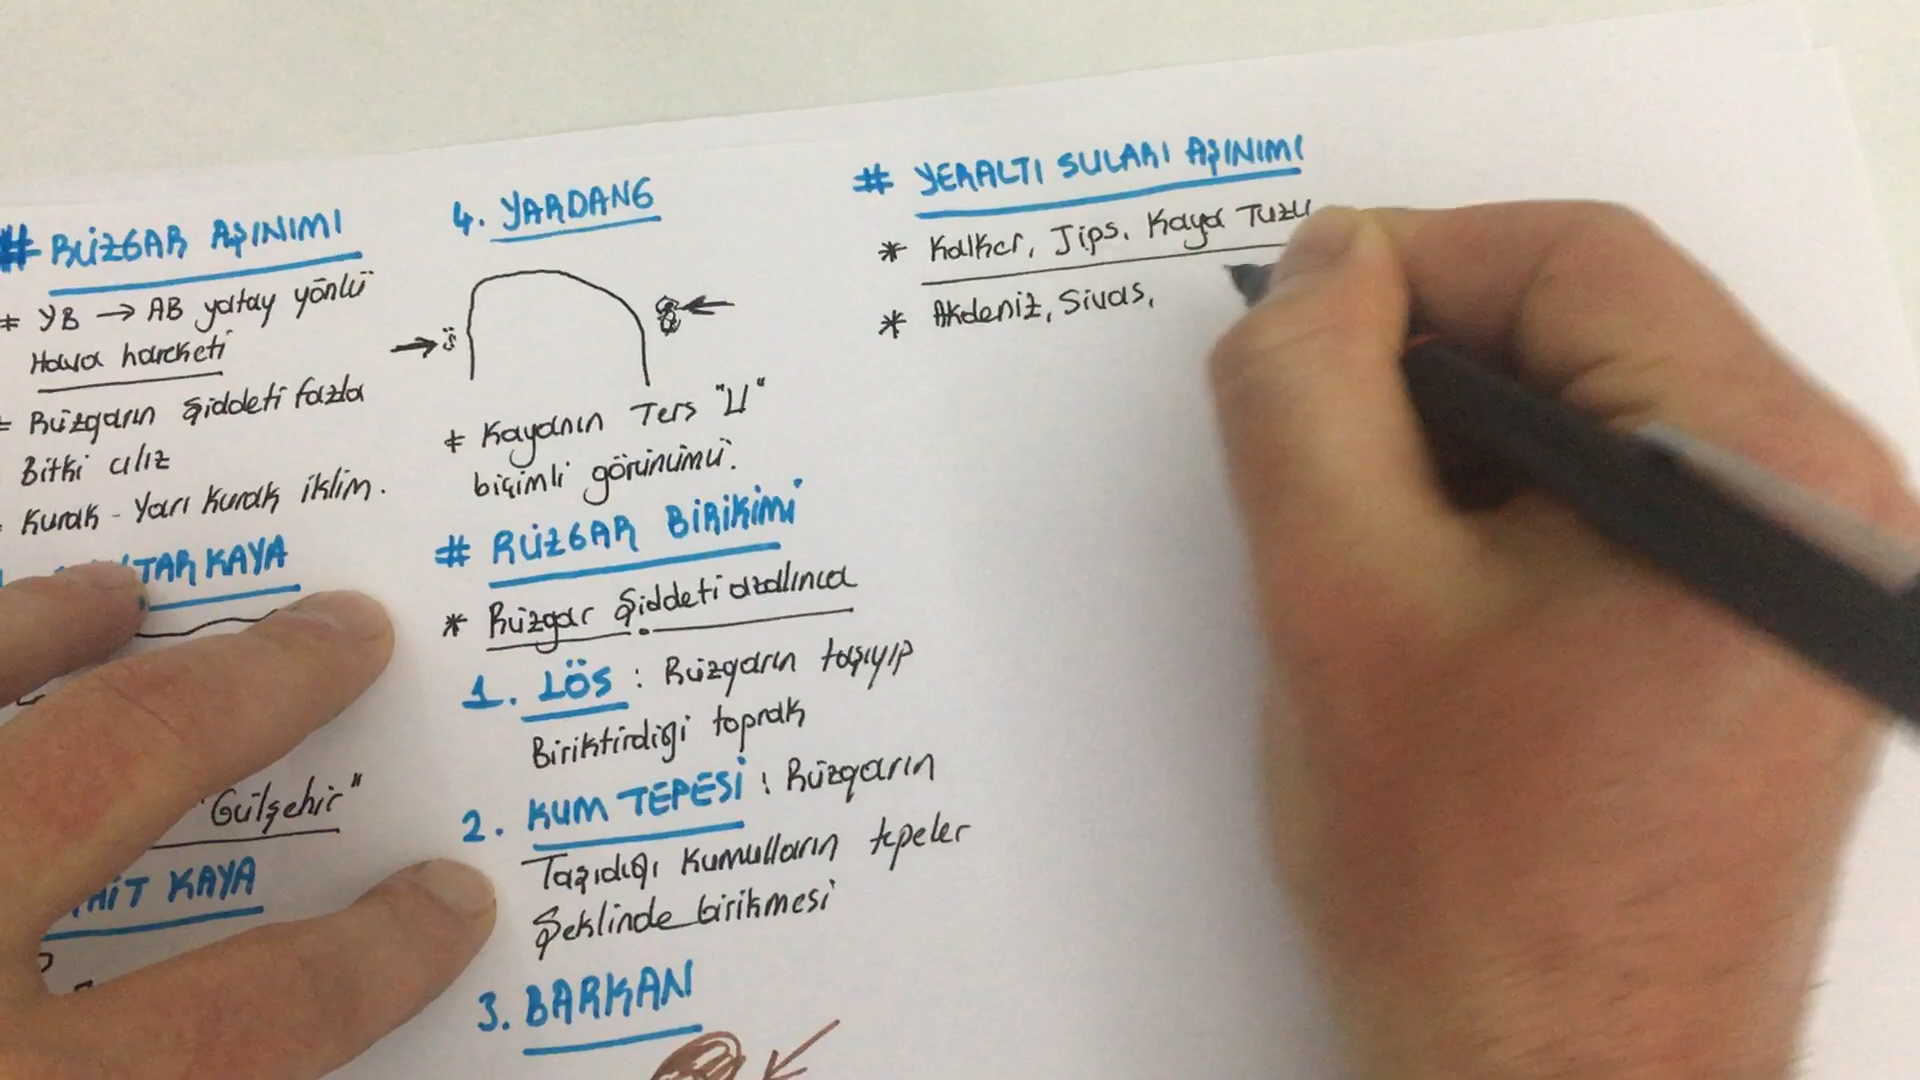 # RÜZGAR AŞINIMI
* YB → AB yatay yönlü
Hava hareketi
= Rüzgarın şiddeti fazla
Bitki cılız
- Kurak - Yarı kurak iklim.
TAR KAYA
"Gülşehir"
KAYA
4. YARDANG
* Kayanın Ters "U"
biçimli görünümü.
# RÜZGAR BİRİKİMİ
* Rüzgar Şiddeti azalınca
1. LÖS : Rüzgarın taşıyıp
Biriktirdiği toprak
2. KUM TEPESİ : Rüzgarın
Taşıdığı kumulların tepeler
Şeklinde birikmesi
3. BARKAN
# YERALTI SULARI AŞINIMI
* Kalker, Jips, Kaya Tuzu
* Akdeniz, Sivas,